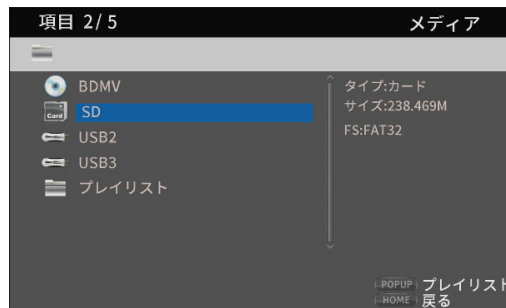 項目 2/5 メディア
BDMV
Card SD
USB2
USB3
プレイリスト
タイプ:カード
サイズ:238.469M
FS:FAT32
POPUP プレイリスト
HOME 戻る